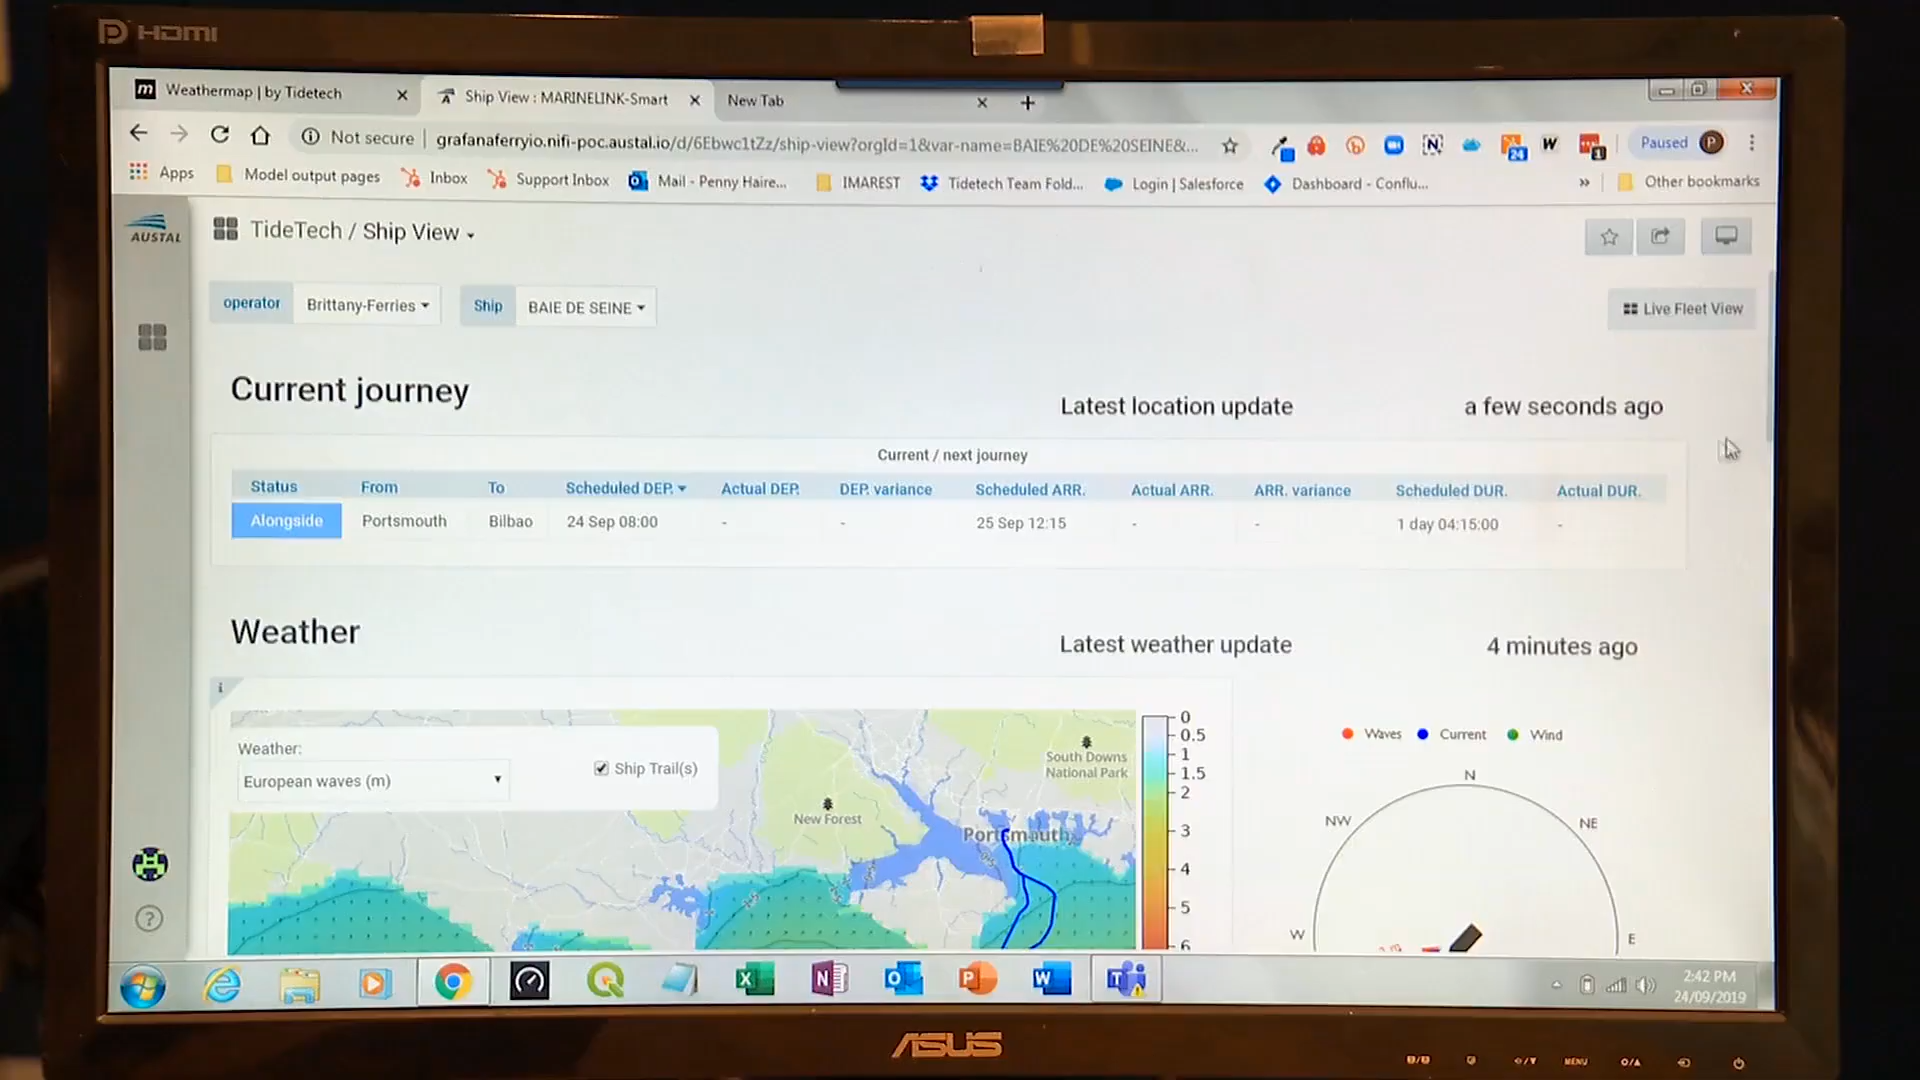 HDMI
Weathermap | by Tidetech
Ship View : MARINELINK-Smart
New Tab
Not secure
grafanaferryio.nifi-poc.austal.io/d/6Ebwc1tZz/ship-view?orgId=1&var-name=BAIE%20DE%20SEINE&...
24
W
1
Paused
P
Apps
Model output pages
Inbox
Support Inbox
Mail - Penny Haire...
IMAREST
Tidetech Team Fold...
Login | Salesforce
Dashboard - Conflu...
Other bookmarks
AUSTAL
TideTech / Ship View
operator
Brittany-Ferries
Ship
BAIE DE SEINE
Live Fleet View
Current journey
Latest location update
a few seconds ago
Current / next journey
Status From To Scheduled DEP. Actual DEP. DEP. variance Scheduled ARR. Actual ARR. ARR. variance Scheduled DUR. Actual DUR.
Alongside Portsmouth Bilbao 24 Sep 08:00 - - 25 Sep 12:15 - - 1 day 04:15:00 -
Weather
Latest weather update
4 minutes ago
i
Weather:
European waves (m)
Ship Trail(s)
South Downs
National Park
New Forest
Portsmouth
0
0.5
1
1.5
2
3
4
5
6
Waves
Current
Wind
N
NW
NE
W
E
?
2:42 PM
24/09/2019
ASUS
MENU